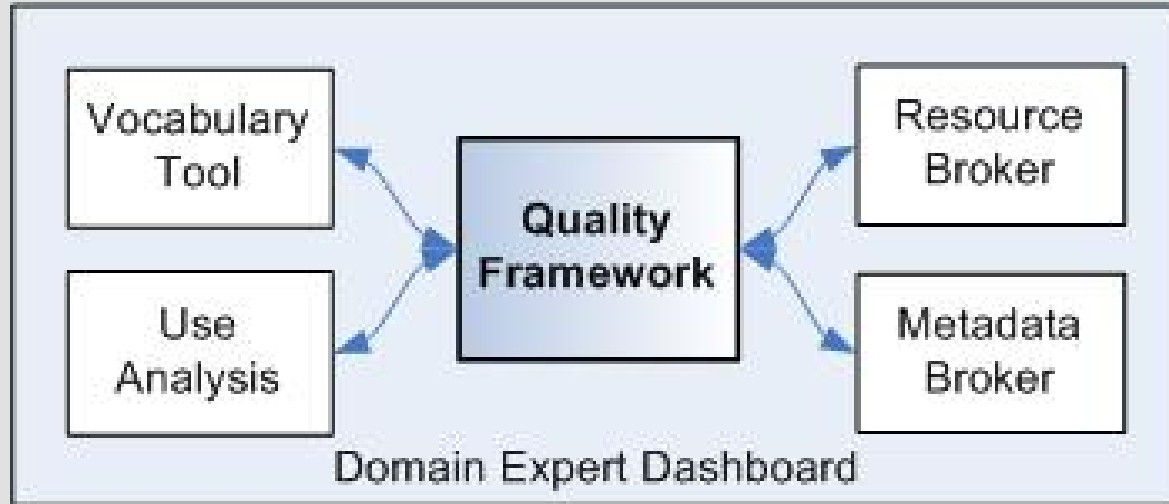 Vocabulary
Tool
Use
Analysis
Quality
Framework
Resource
Broker
Metadata
Broker
Domain Expert Dashboard